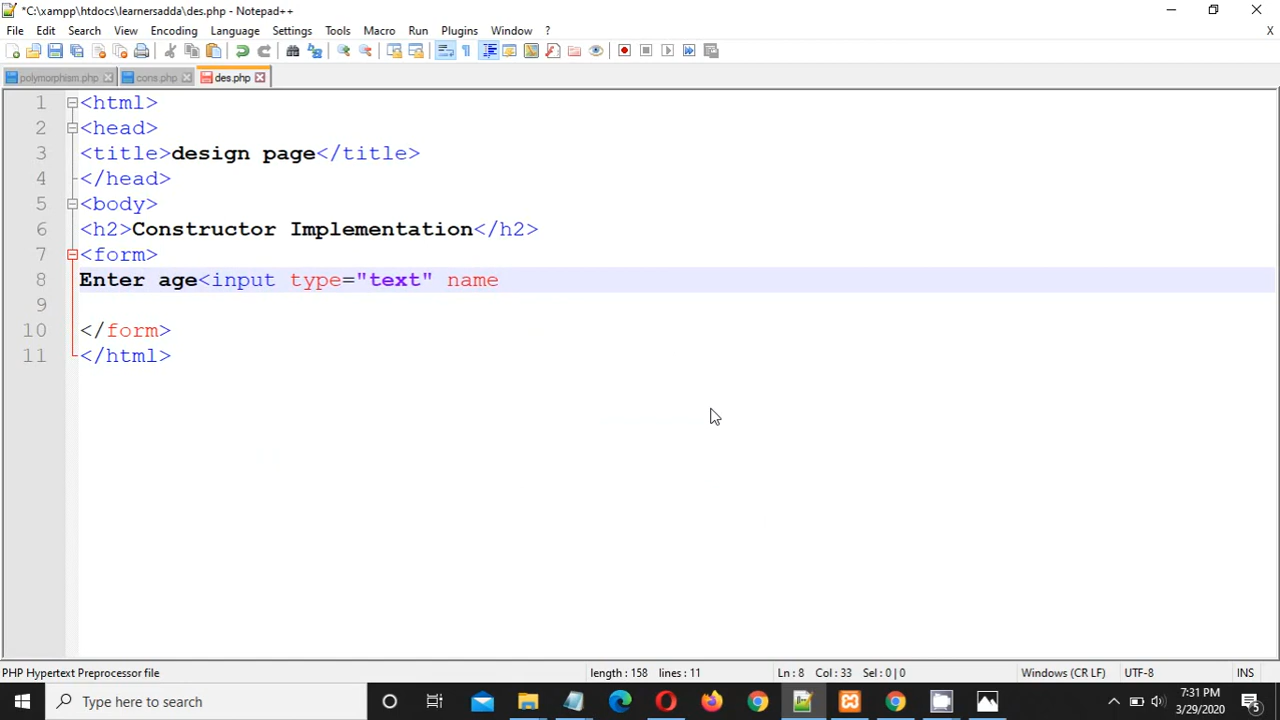 *C:\xampp\htdocs\learnersadda\des.php - Notepad++
File Edit Search View Encoding Language Settings Tools Macro Run Plugins Window ? X
polymorphism.php cons.php des.php
1 <html>
2 <head>
3 <title>design page</title>
4 </head>
5 <body>
6 <h2>Constructor Implementation</h2>
7 <form>
8 Enter age<input type="text" name
9
10 </form>
11 </html>
PHP Hypertext Preprocessor file length : 158 lines : 11 Ln : 8 Col : 33 Sel : 0 | 0 Windows (CR LF) UTF-8 INS
Type here to search 7:31 PM
3/29/2020 5